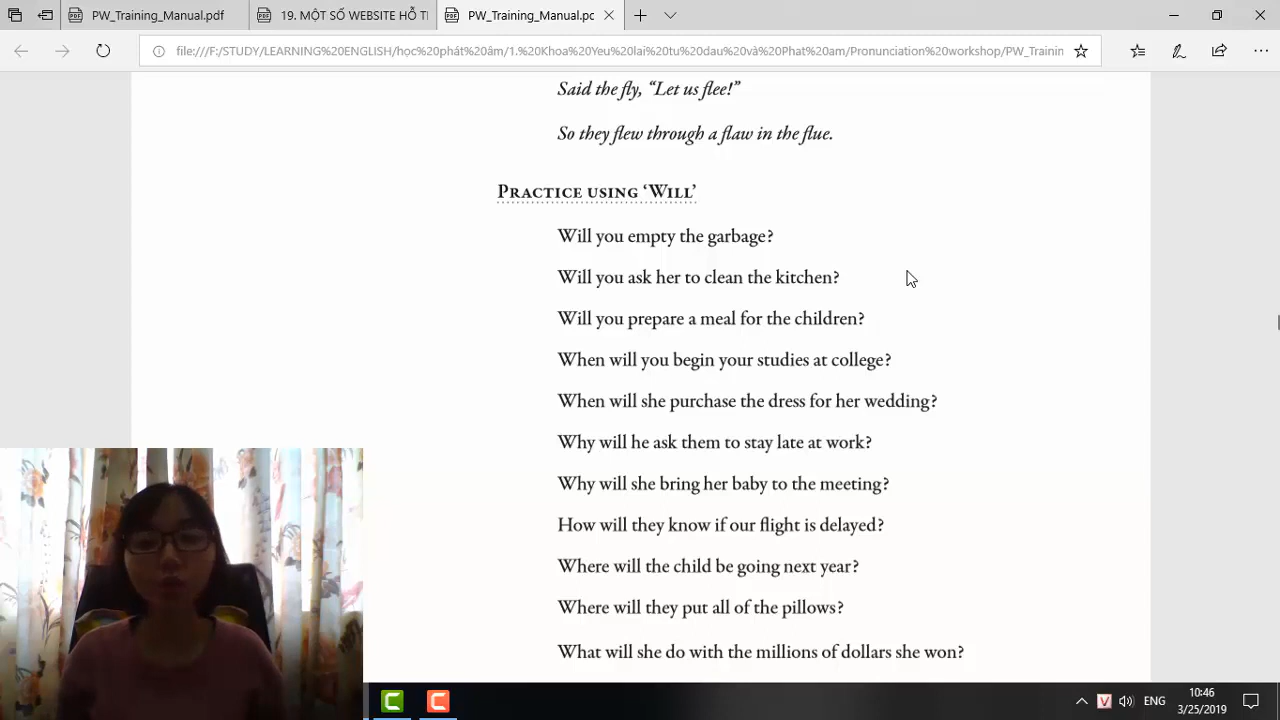 PW_Training_Manual.pdf
19. MỘT SỐ WEBSITE HỖ T
PW_Training_Manual.pc
file:///F:/STUDY/LEARNING%20ENGLISH/học%20phát%20âm/1.%20Khoa%20Yeu%20lai%20tu%20dau%20và%20Phat%20am/Pronunciation%20workshop/PW_Trainin
Said the fly, “Let us flee!”
So they flew through a flaw in the flue.
Practice using ‘Will’
Will you empty the garbage?
Will you ask her to clean the kitchen?
Will you prepare a meal for the children?
When will you begin your studies at college?
When will she purchase the dress for her wedding?
Why will he ask them to stay late at work?
Why will she bring her baby to the meeting?
How will they know if our flight is delayed?
Where will the child be going next year?
Where will they put all of the pillows?
What will she do with the millions of dollars she won?
V ENG
10:46
3/25/2019